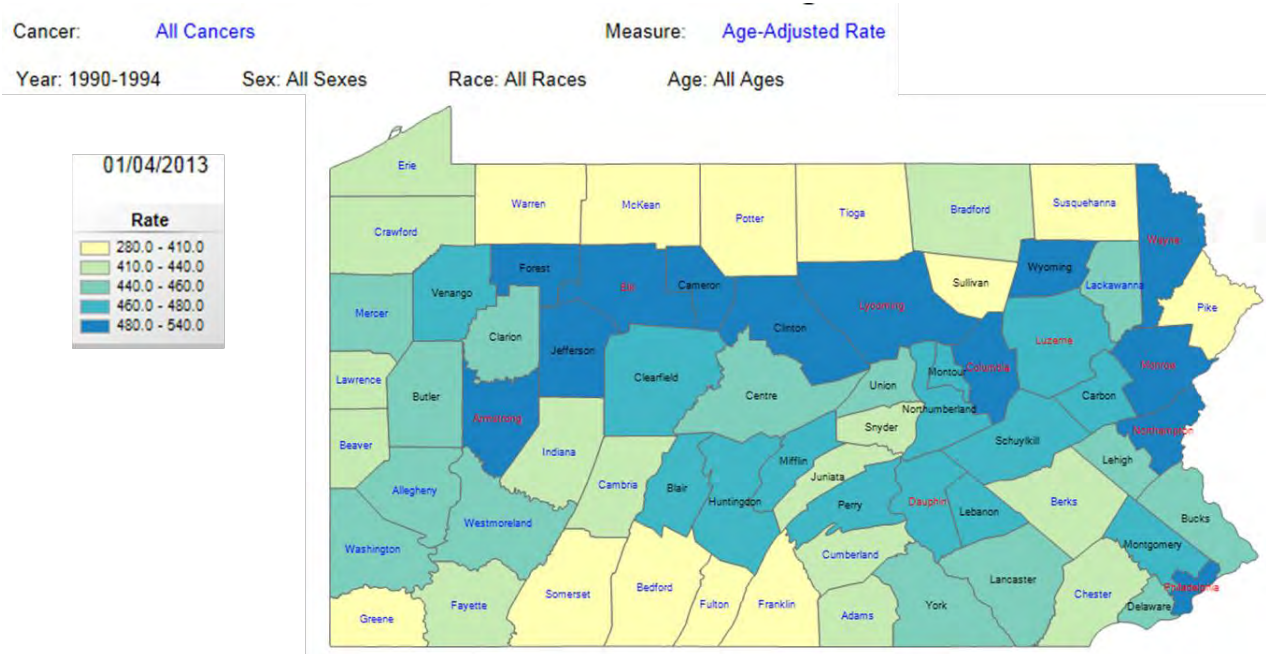 Cancer: All Cancers Measure: Age-Adjusted Rate
Year: 1990-1994 Sex: All Sexes Race: All Races Age: All Ages
01/04/2013
Rate
280.0 - 410.0
410.0 - 440.0
440.0 - 460.0
460.0 - 480.0
480.0 - 540.0
Erie
Warren McKean Potter Tioga Bradford Susquehanna
Crawford Wayne
Forest Elk Cameron Wyoming Lackawanna
Venango Sullivan
Mercer Lycoming Pike
Clarion Clinton
Jefferson Luzerne
Lawrence Clearfield Montour Columbia Monroe
Butler Centre Union Carbon
Armstrong Northumberland
Beaver Snyder Northampton
Indiana Schuylkill
Mifflin Lehigh
Allegheny Cambria Blair Huntingdon Juniata
Perry Dauphin Lebanon Berks
Westmoreland Bucks
Washington Cumberland Montgomery
Somerset Bedford Lancaster Philadelphia
Greene Fayette Fulton Franklin Adams York Chester Delaware